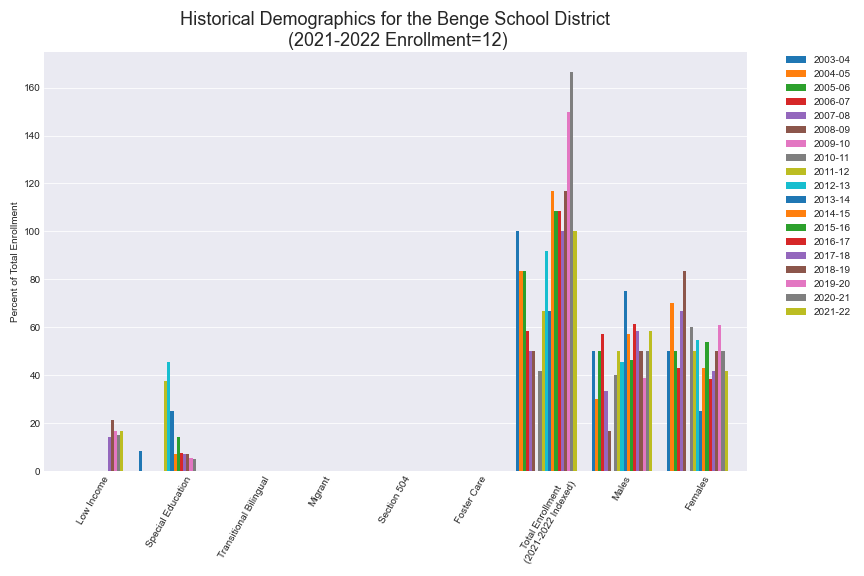 Historical Demographics for the Benge School District
(2021-2022 Enrollment=12)
Percent of Total Enrollment
160
140
120
100
80
60
40
20
0
Low Income
Special Education
Transitional Bilingual
Migrant
Section 504
Foster Care
Total Enrollment
(2021-2022 Indexed)
Males
Females
2003-04
2004-05
2005-06
2006-07
2007-08
2008-09
2009-10
2010-11
2011-12
2012-13
2013-14
2014-15
2015-16
2016-17
2017-18
2018-19
2019-20
2020-21
2021-22